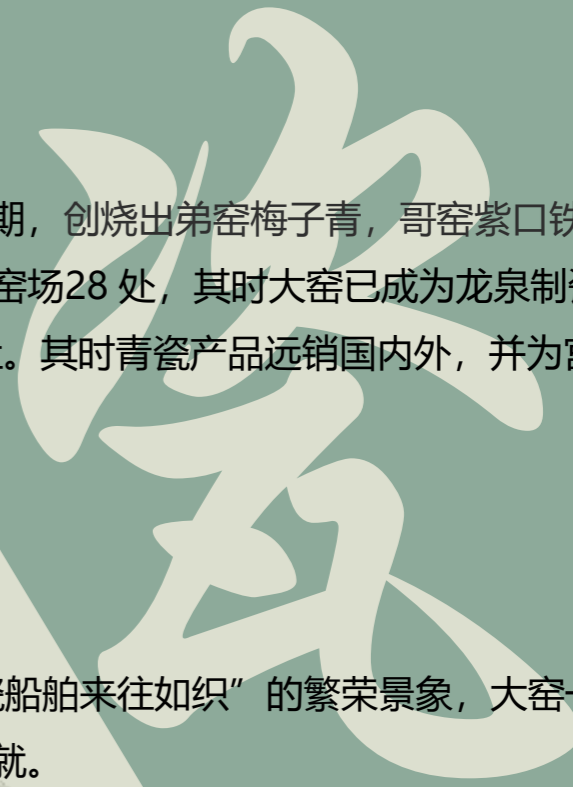 瓷
期，创烧出弟窑梅子青，哥窑紫口铁
窑场28 处，其时大窑已成为龙泉制
。其时青瓷产品远销国内外，并为
船舶来往如织”的繁荣景象，大窑
就。